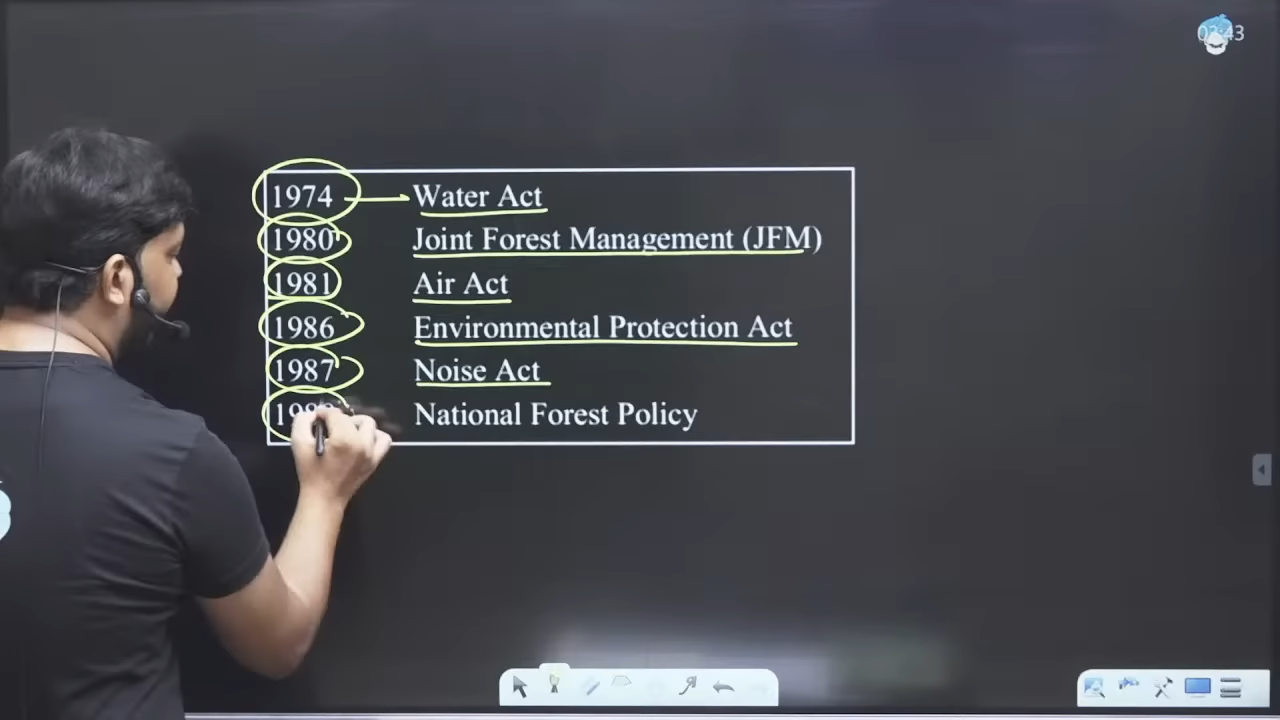 1974 Water Act
1980 Joint Forest Management (JFM)
1981 Air Act
1986 Environmental Protection Act
1987 Noise Act
National Forest Policy